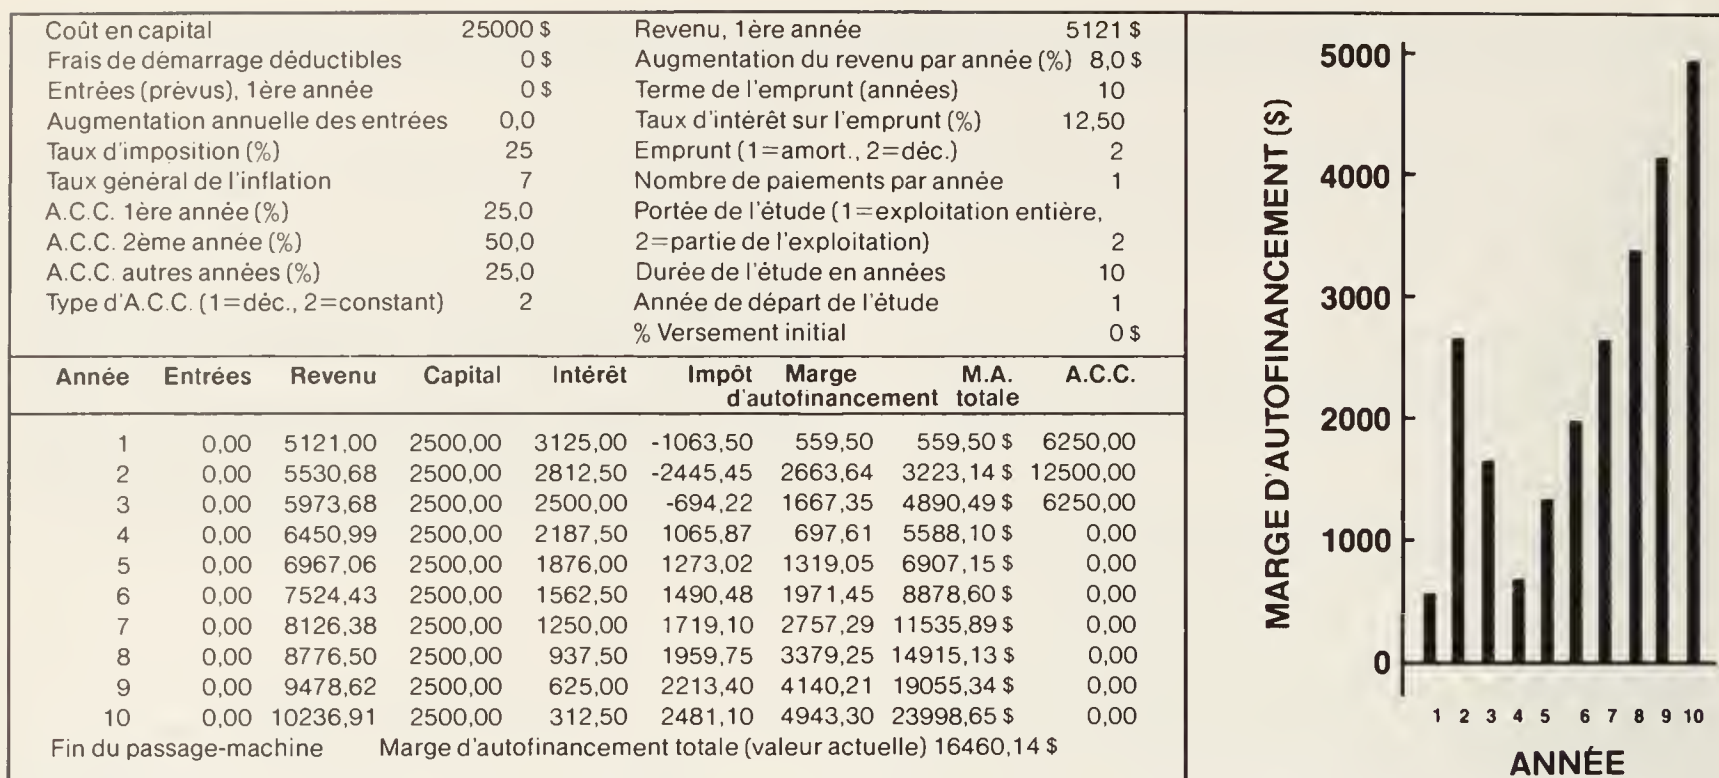 Coût en capital 25000 $ Revenu, 1ère année 5121 $
Frais de démarrage déductibles 0 $ Augmentation du revenu par année (%) 8,0 $
Entrées (prévus), 1ère année 0 $ Terme de l'emprunt (années) 10
Augmentation annuelle des entrées 0,0 Taux d'intérêt sur l'emprunt (%) 12,50
Taux d'imposition (%) 25 Emprunt (1=amort., 2=déc.) 2
Taux général de l'inflation 7 Nombre de paiements par année 1
A.C.C. 1ère année (%) 25,0 Portée de l'étude (1=exploitation entière,
A.C.C. 2ème année (%) 50,0 2=partie de l'exploitation) 2
A.C.C. autres années (%) 25,0 Durée de l'étude en années 10
Type d'A.C.C. (1=déc., 2=constant) 2 Année de départ de l'étude 1
% Versement initial 0 $
Année Entrées Revenu Capital Intérêt Impôt Marge M.A. A.C.C.
d'autofinancement totale
1 0,00 5121,00 2500,00 3125,00 -1063,50 559,50 559,50 $ 6250,00
2 0,00 5530,68 2500,00 2812,50 -2445,45 2663,64 3223,14 $ 12500,00
3 0,00 5973,68 2500,00 2500,00 -694,22 1667,35 4890,49 $ 6250,00
4 0,00 6450,99 2500,00 2187,50 1065,87 697,61 5588,10 $ 0,00
5 0,00 6967,06 2500,00 1876,00 1273,02 1319,05 6907,15 $ 0,00
6 0,00 7524,43 2500,00 1562,50 1490,48 1971,45 8878,60 $ 0,00
7 0,00 8126,38 2500,00 1250,00 1719,10 2757,29 11535,89 $ 0,00
8 0,00 8776,50 2500,00 937,50 1959,75 3379,25 14915,13 $ 0,00
9 0,00 9478,62 2500,00 625,00 2213,40 4140,21 19055,34 $ 0,00
10 0,00 10236,91 2500,00 312,50 2481,10 4943,30 23998,65 $ 0,00
Fin du passage-machine Marge d'autofinancement totale (valeur actuelle) 16460,14 $
MARGE D'AUTOFINANCEMENT ($)
5000
4000
3000
2000
1000
0
1 2 3 4 5 6 7 8 9 10
ANNÉE